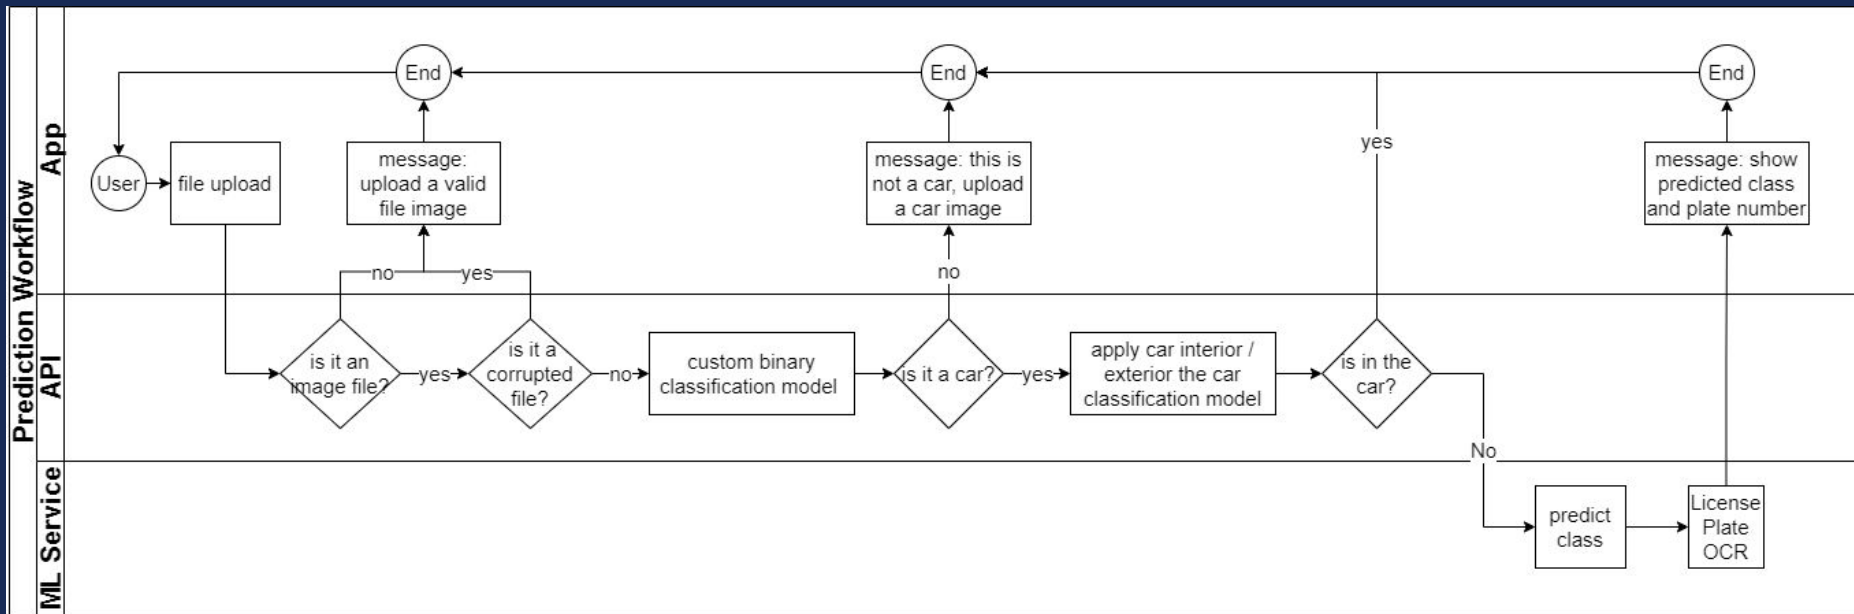 Prediction Workflow
App
End
End
End
User
file upload
message:
upload a valid
file image
message: this is
not a car, upload
a car image
yes
message: show
predicted class
and plate number
no
yes
no
API
is it an
image file?
yes
is it a
corrupted
file?
no
custom binary
classification model
is it a car?
yes
apply car interior /
exterior the car
classification model
is in the
car?
No
ML Service
predict
class
License
Plate
OCR